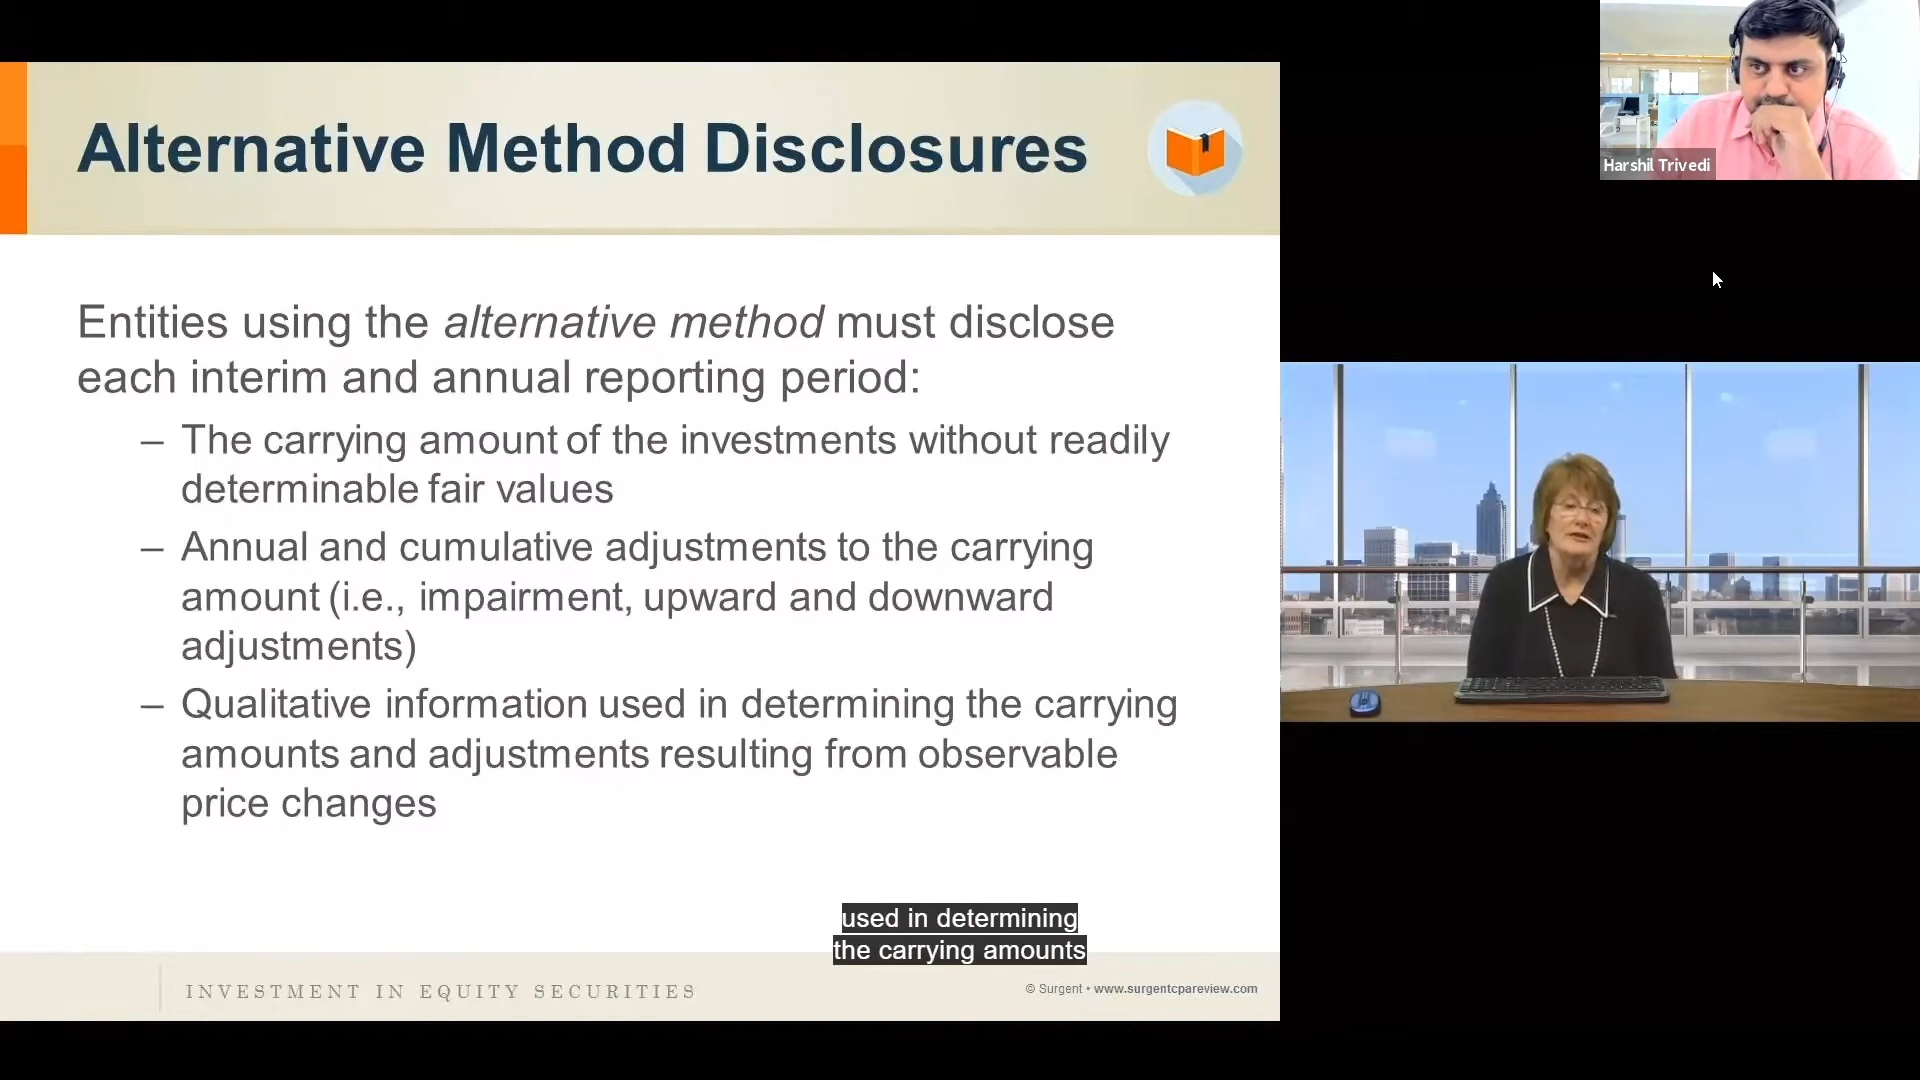 Alternative Method Disclosures
Harshil Trivedi
Entities using the alternative method must disclose
each interim and annual reporting period:
– The carrying amount of the investments without readily
determinable fair values
– Annual and cumulative adjustments to the carrying
amount (i.e., impairment, upward and downward
adjustments)
– Qualitative information used in determining the carrying
amounts and adjustments resulting from observable
price changes
used in determining
the carrying amounts
INVESTMENT IN EQUITY SECURITIES
© Surgent • www.surgentcpareview.com